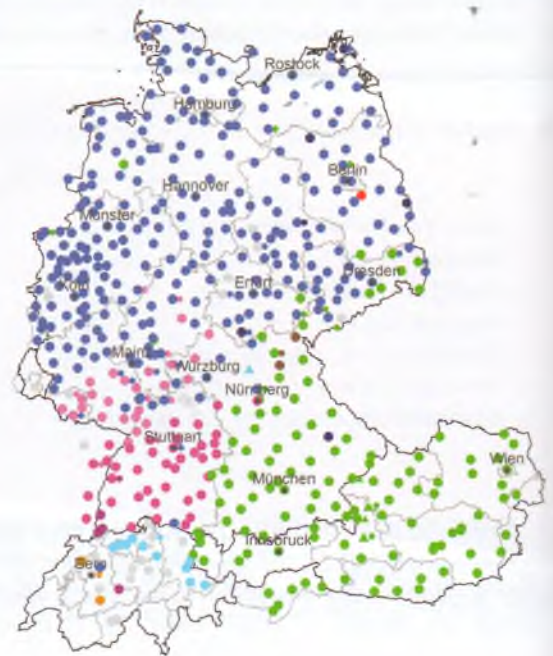 Rostock
Hamburg
Berlin
Hannover
Münster
Dresden
Köln
Erfurt
Mainz
Würzburg
Nürnberg
Stuttgart
Wien
München
Innsbruck
Bern